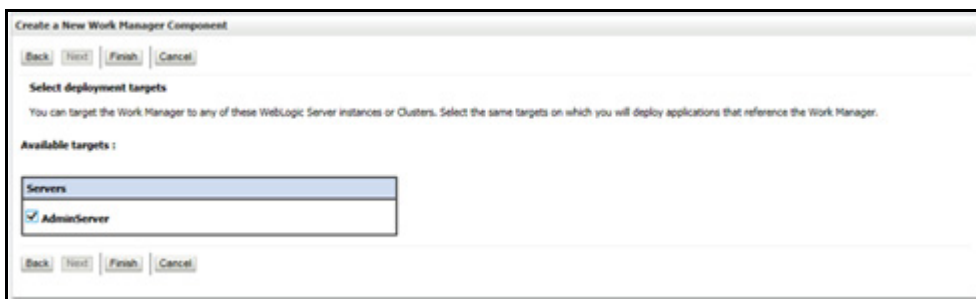 Create a New Work Manager Component
Back Next Finish Cancel
Select deployment targets
You can target the Work Manager to any of these WebLogic Server instances or Clusters. Select the same targets on which you will deploy applications that reference the Work Manager.
Available targets :
Servers
AdminServer
Back Next Finish Cancel